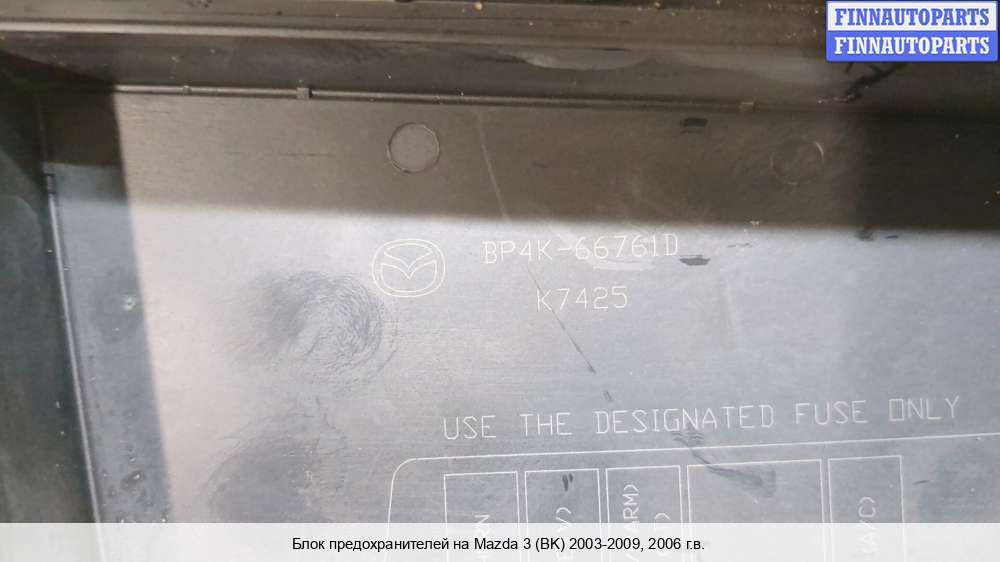 FINNAUTOPARTS
FINNAUTOPARTS
BP4K-66761D
K7425
USE THE DESIGNATED FUSE ONLY
(A/C)
Блок предохранителей на Mazda 3 (BK) 2003-2009, 2006 г.в.